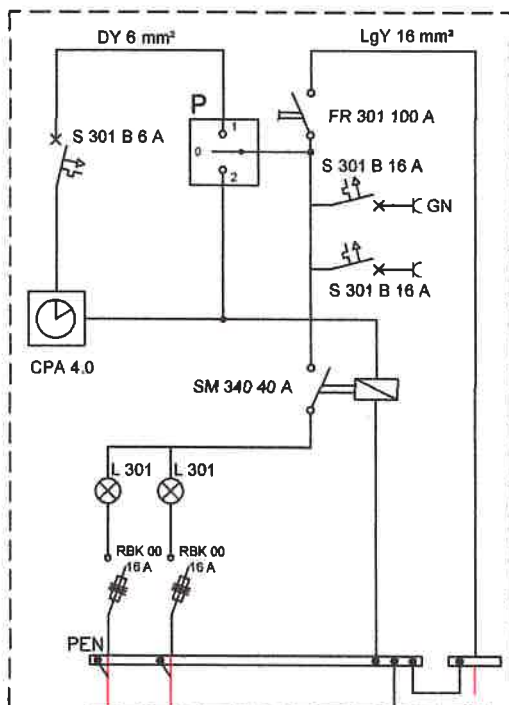 DY 6 mm²
LgY 16 mm²
P
1
0
2
S 301 B 6 A
FR 301 100 A
S 301 B 16 A
GN
S 301 B 16 A
CPA 4.0
SM 340 40 A
L 301
L 301
RBK 00
16 A
RBK 00
16 A
PEN